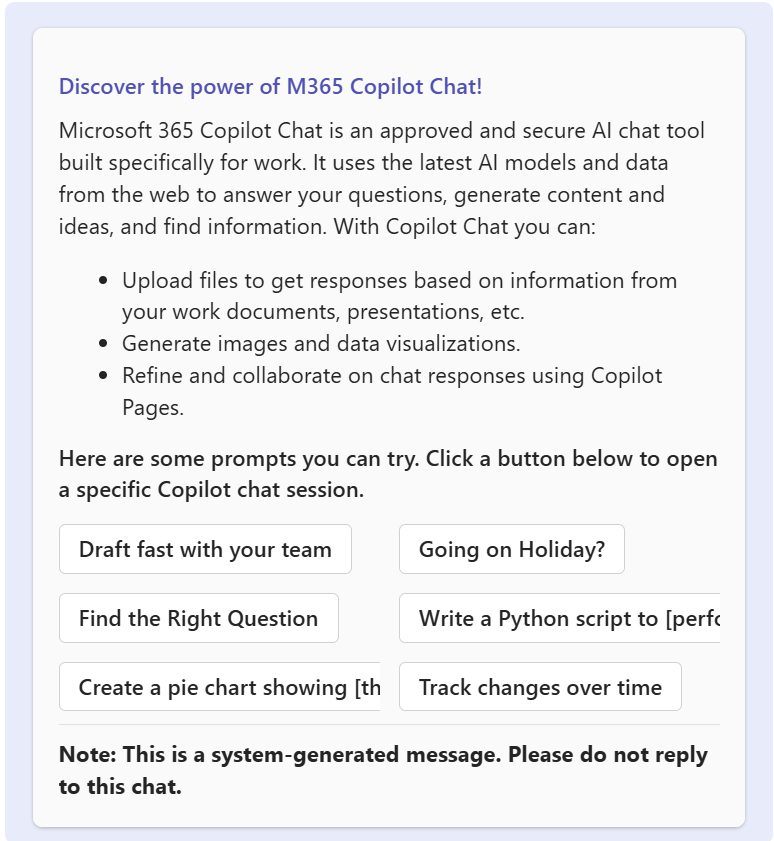 Discover the power of M365 Copilot Chat!
Microsoft 365 Copilot Chat is an approved and secure AI chat tool
built specifically for work. It uses the latest AI models and data
from the web to answer your questions, generate content and
ideas, and find information. With Copilot Chat you can:
• Upload files to get responses based on information from
your work documents, presentations, etc.
• Generate images and data visualizations.
• Refine and collaborate on chat responses using Copilot
Pages.
Here are some prompts you can try. Click a button below to open
a specific Copilot chat session.
Draft fast with your team
Going on Holiday?
Find the Right Question
Write a Python script to [perfo
Create a pie chart showing [th
Track changes over time
Note: This is a system-generated message. Please do not reply
to this chat.